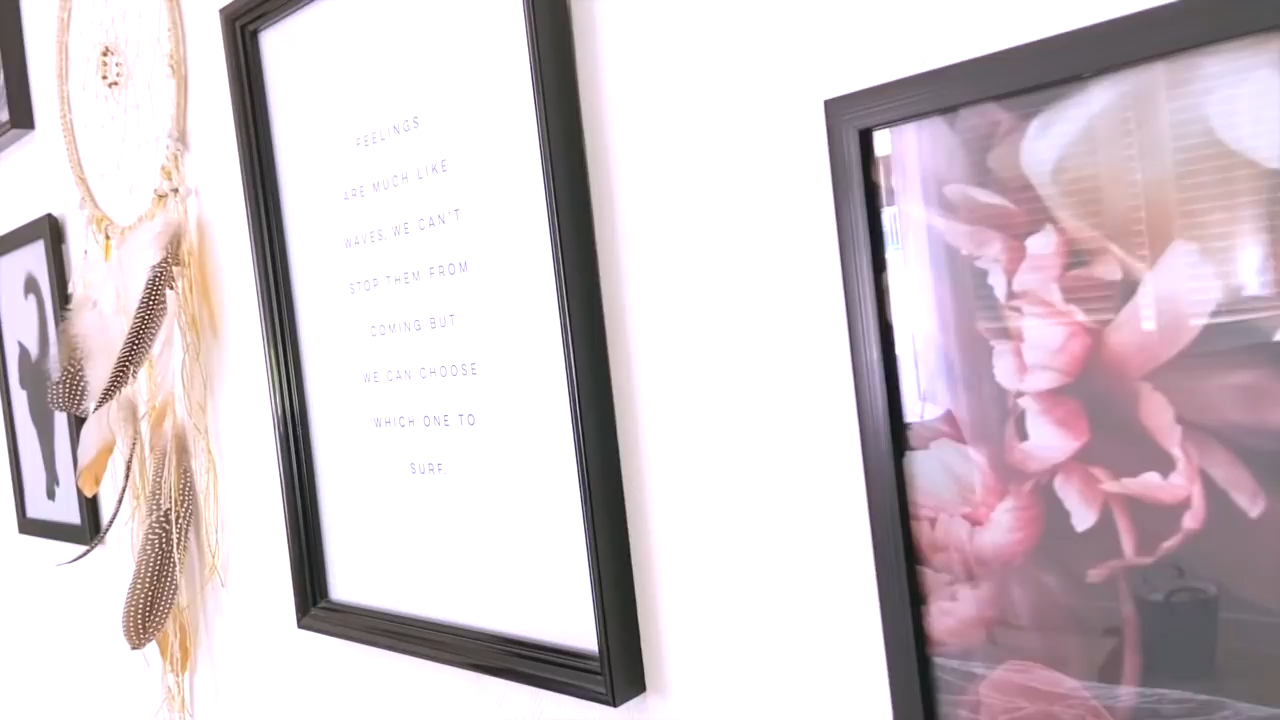 FEELINGS
ARE MUCH LIKE
WAVES, WE CAN'T
STOP THEM FROM
COMING BUT
WE CAN CHOOSE
WHICH ONE TO
SURF.